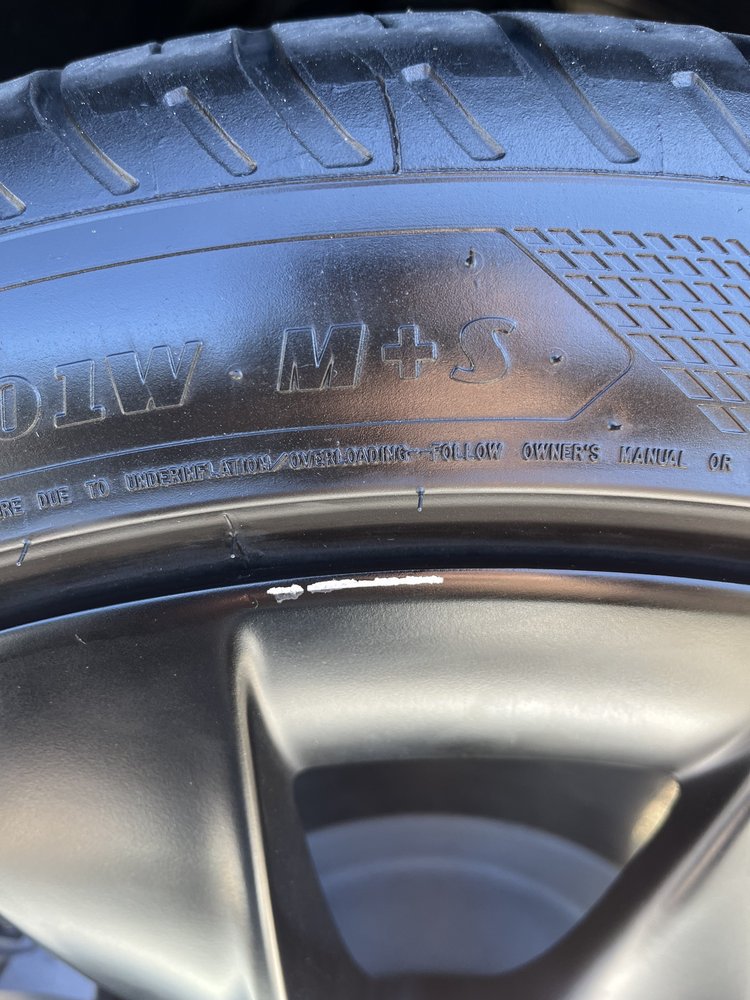 01W M+S
RE DUE TO UNDERINFLATION/OVERLOADING-FOLLOW OWNER'S MANUAL OR